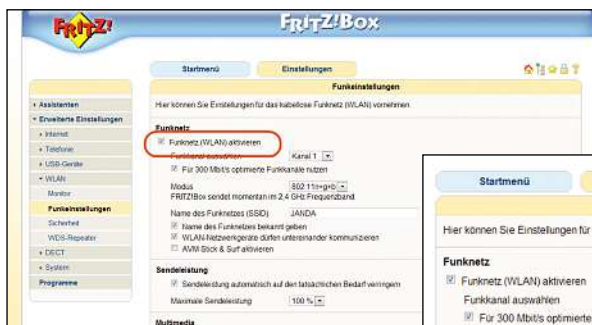 FRITZ!
FRITZ!Box
Startmenü
Einstellungen
Funkeinstellungen
Assistenten
Erweiterte Einstellungen
Internet
Telefonie
USB-Geräte
WLAN
Monitor
Funkeinstellungen
Sicherheit
WDS-Repeater
DECT
System
Programme
Hier können Sie Einstellungen für das kabellose Funknetz (WLAN) vornehmen
Funknetz
Funknetz (WLAN) aktivieren
Funkkanal auswählen Kanal 1
Für 300 Mbit/s optimierte Funkkanäle nutzen
Modus 802.11n+g+b
FRITZ!Box sendet momentan im 2,4 GHz Frequenzband
Name des Funknetzes (SSID) JANDA
Name des Funknetzes bekannt geben
WLAN-Netzwerkgeräte dürfen untereinander kommunizieren
AVM Stick & Surf aktivieren
Sendeleistung
Sendeleistung automatisch auf den tatsächlichen Bedarf verringern
Maximale Sendeleistung 100 %
Multimedia
Startmenü
Hier können Sie Einstellungen für
Funknetz
Funknetz (WLAN) aktivieren
Funkkanal auswählen
Für 300 Mbit/s optimierte